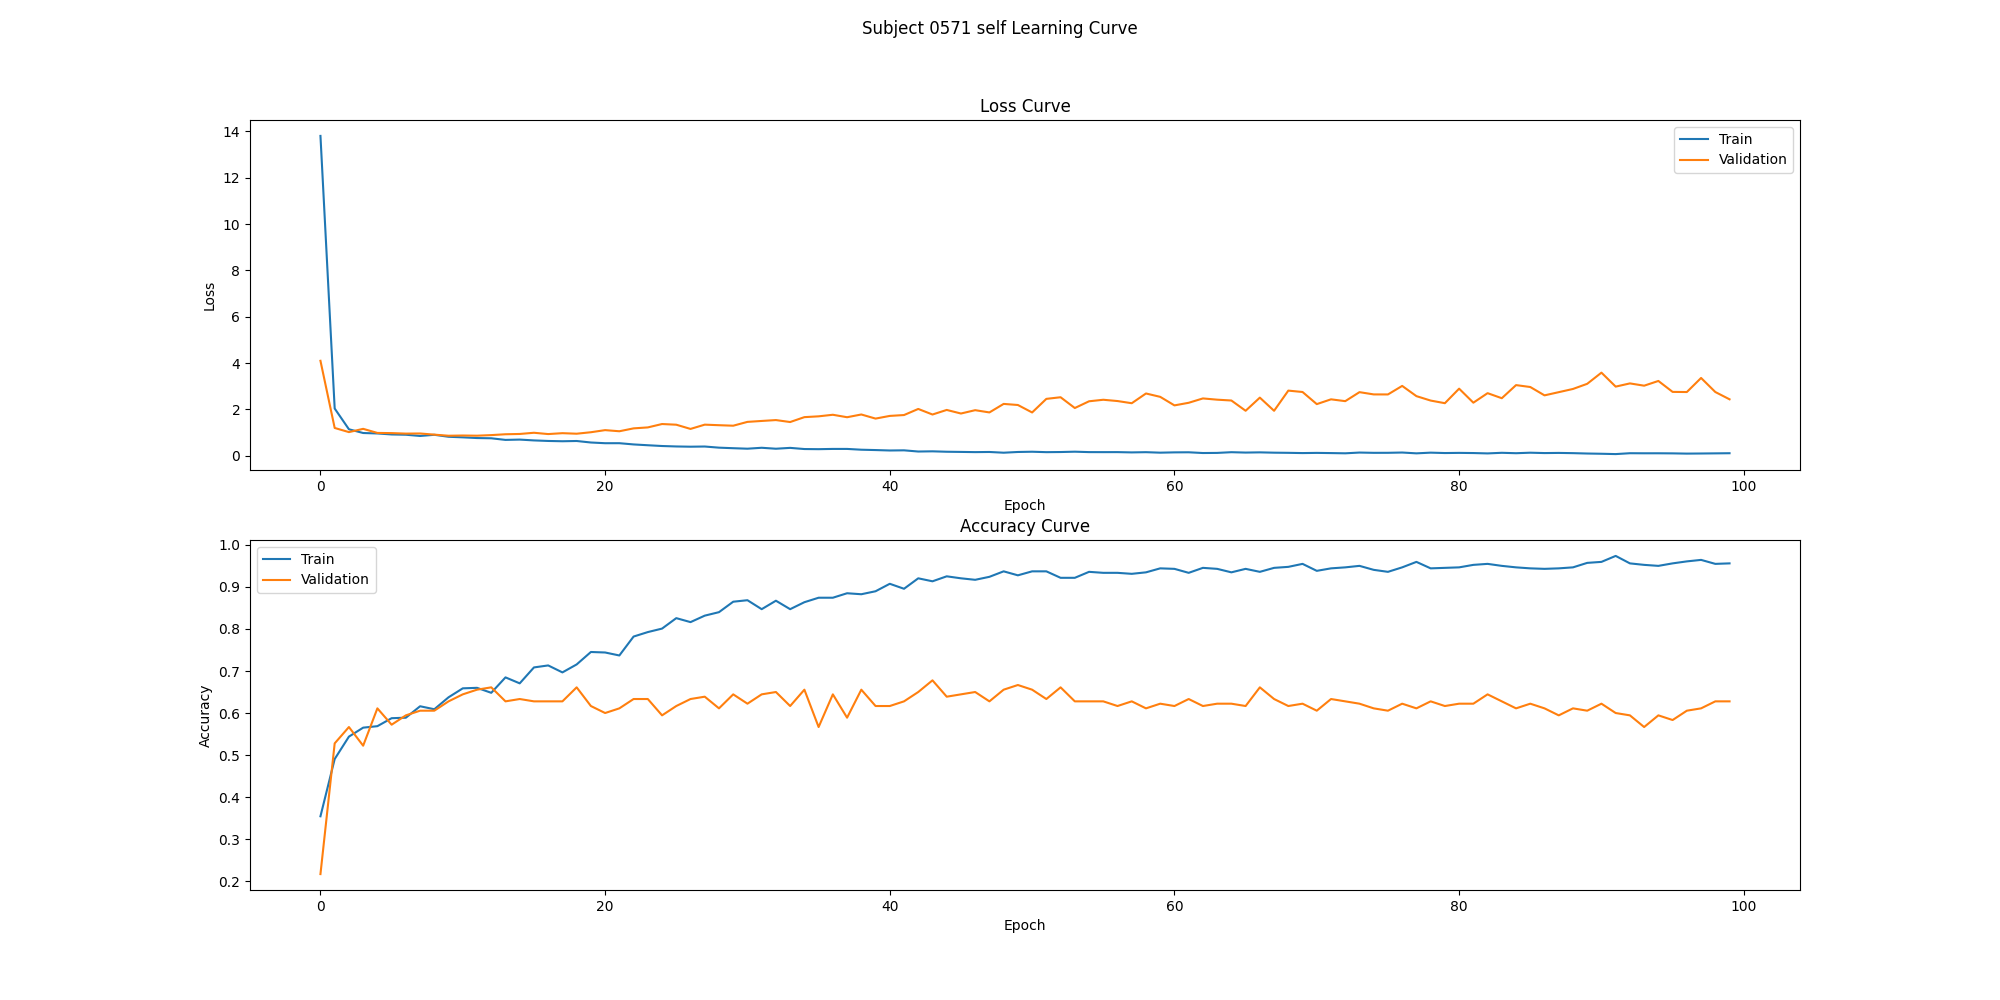 Subject 0571 self Learning Curve
Loss Curve
14
12
10
8
6
4
2
0
Loss
Train
Validation
0 20 40 60 80 100
Epoch
Accuracy Curve
1.0
0.9
0.8
0.7
0.6
0.5
0.4
0.3
0.2
Accuracy
Train
Validation
0 20 40 60 80 100
Epoch